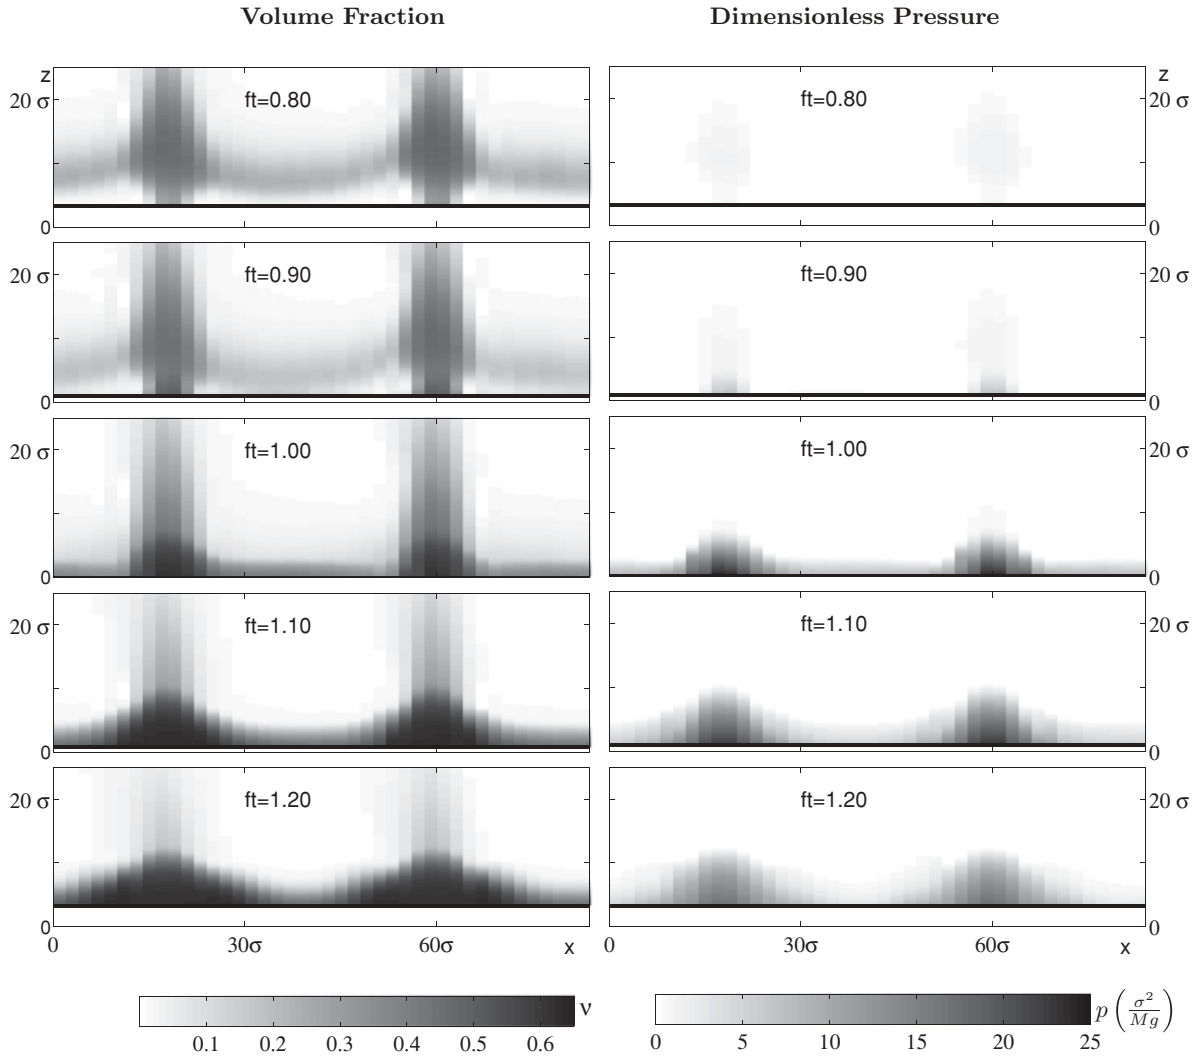 Volume Fraction Dimensionless Pressure
z ft=0.80 20 σ 0
ft=0.80 z 20 σ 0
ft=0.90 20 σ 0
ft=0.90 20 σ 0
ft=1.00 20 σ 0
ft=1.00 20 σ 0
ft=1.10 20 σ 0
ft=1.10 20 σ 0
ft=1.20 20 σ 0
ft=1.20 20 σ 0
0 30σ 60σ x 0 30σ 60σ x
ν
0.1 0.2 0.3 0.4 0.5 0.6
p (σ²/Mg)
0 5 10 15 20 25